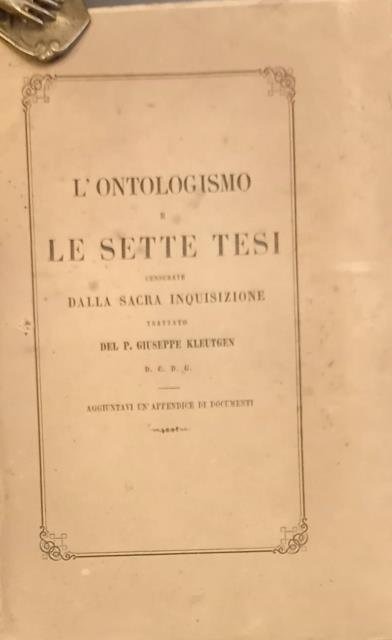 L'ONTOLOGISMO
E
LE SETTE TESI
CENSURATE
DALLA SACRA INQUISIZIONE
TRATTATO
DEL P. GIUSEPPE KLEUTGEN
D. C. D. G.
AGGIUNTAVI UN'APPENDICE DI DOCUMENTI